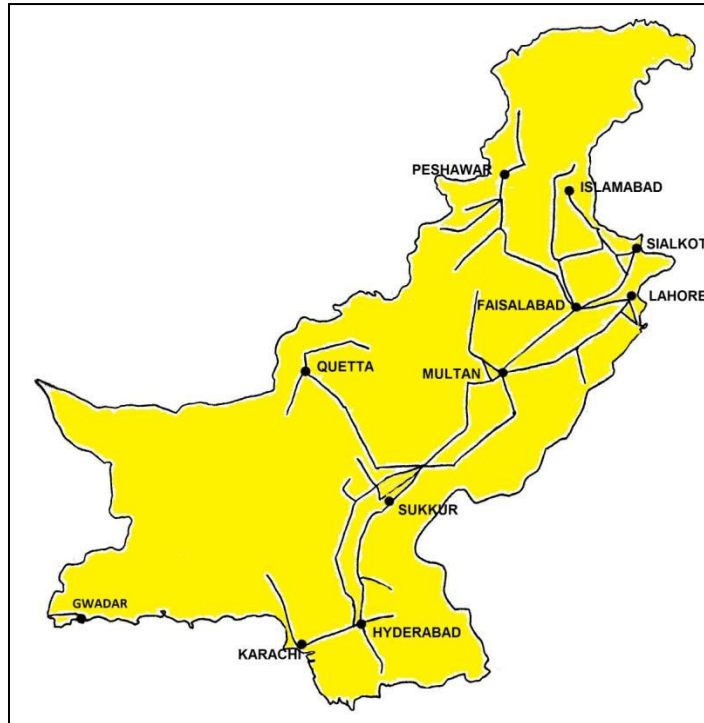 PESHAWAR
ISLAMABAD
SIALKOT
LAHORE
FAISALABAD
QUETTA
MULTAN
SUKKUR
GWADAR
HYDERABAD
KARACHI